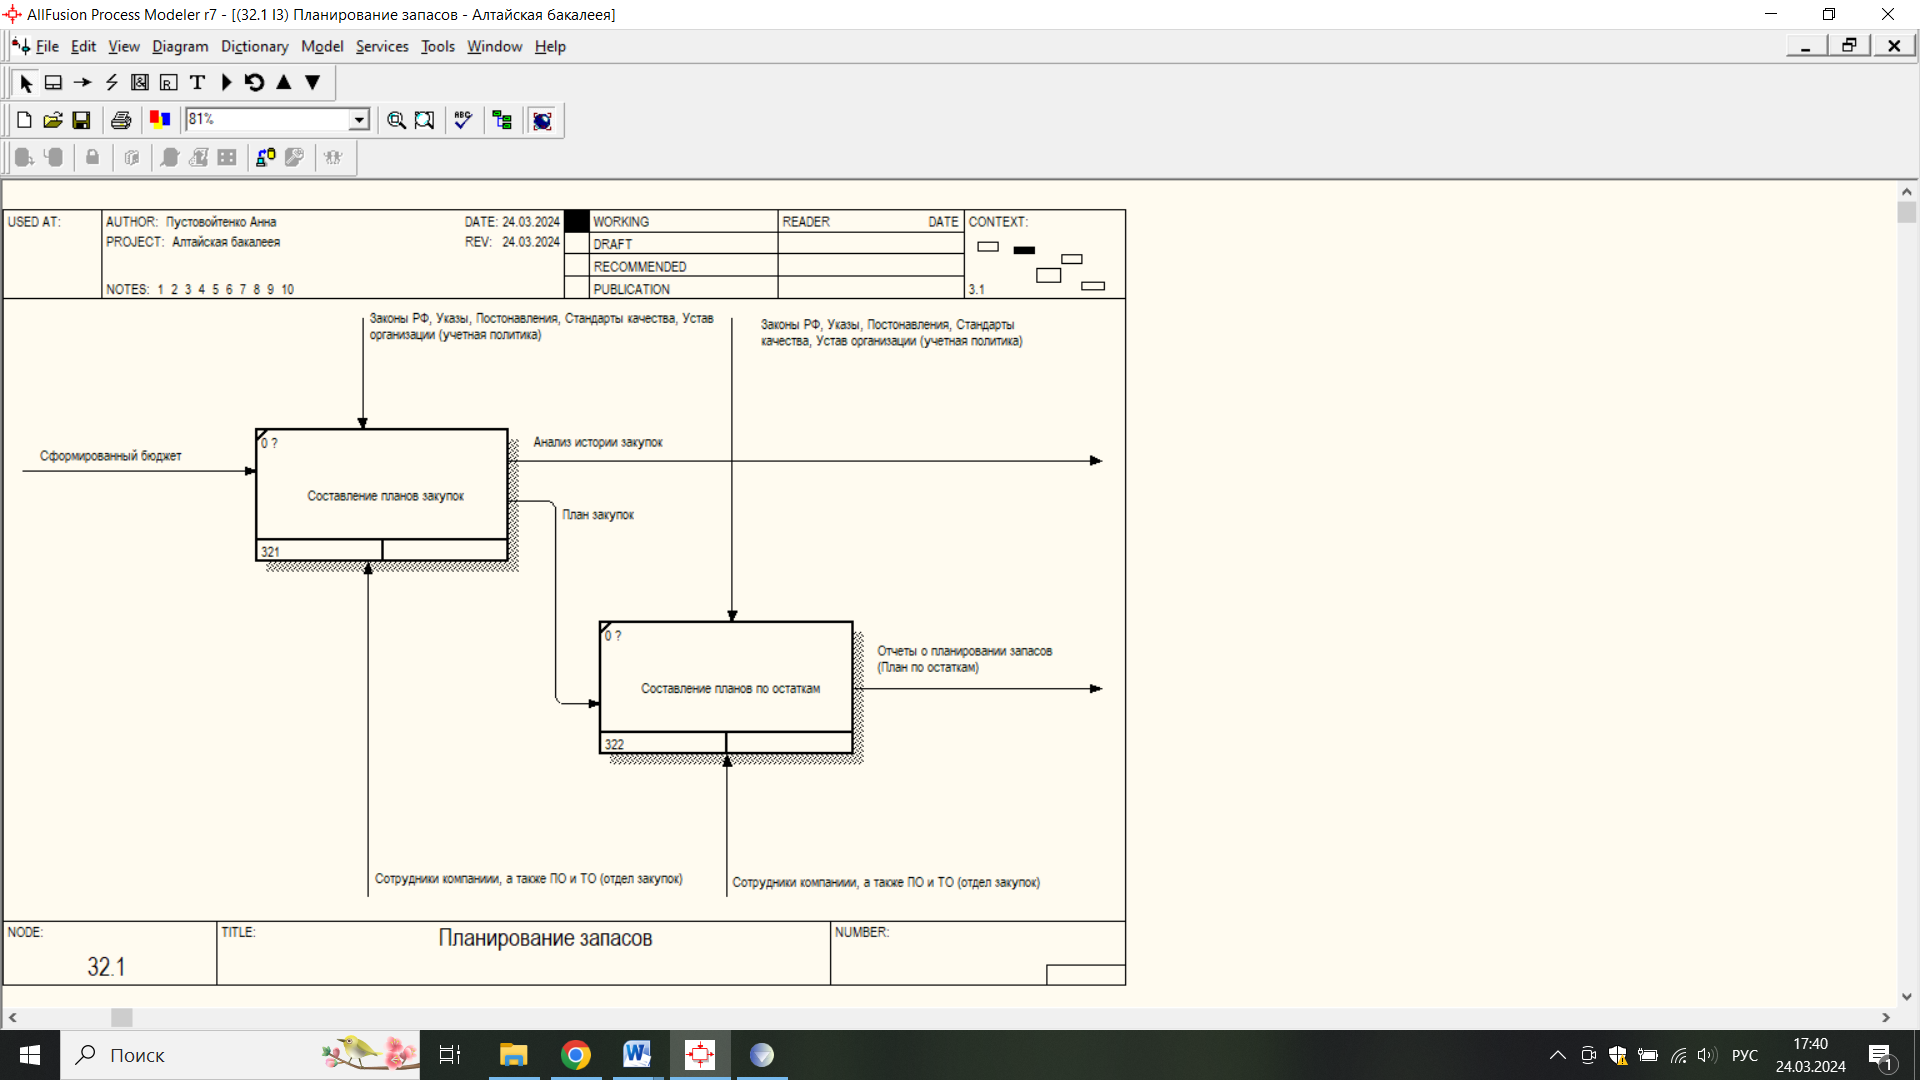 AllFusion Process Modeler r7 - [(32.1 I3) Планирование запасов - Алтайская бакалеея]
File Edit View Diagram Dictionary Model Services Tools Window Help
81%
USED AT:
AUTHOR: Пустовойтенко Анна
DATE: 24.03.2024
PROJECT: Алтайская бакалеея
REV: 24.03.2024
NOTES: 1 2 3 4 5 6 7 8 9 10
WORKING
DRAFT
RECOMMENDED
PUBLICATION
READER DATE
CONTEXT:
3.1
Законы РФ, Указы, Постонавления, Стандарты качества, Устав
организации (учетная политика)
Законы РФ, Указы, Постонавления, Стандарты
качества, Устав организации (учетная политика)
Сформированный бюджет
0 ?
Составление планов закупок
321
Анализ истории закупок
План закупок
0 ?
Составление планов по остаткам
322
Отчеты о планировании запасов
(План по остаткам)
Сотрудники компаниии, а также ПО и ТО (отдел закупок)
Сотрудники компаниии, а также ПО и ТО (отдел закупок)
NODE:
32.1
TITLE:
Планирование запасов
NUMBER:
Поиск
РУС
17:40
24.03.2024
1